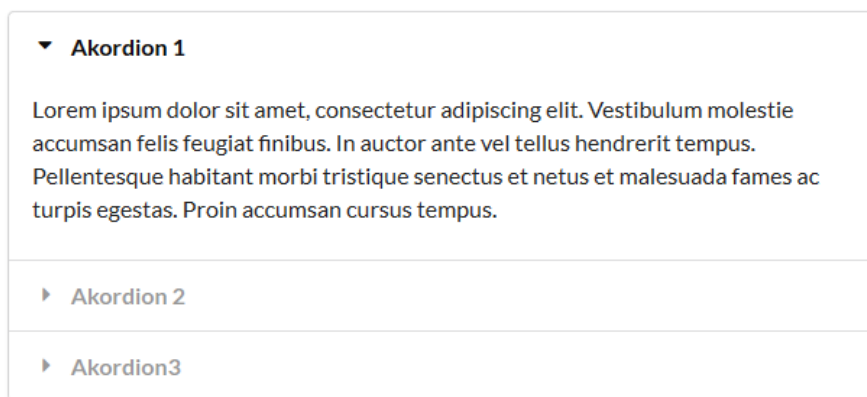 Akordion 1
Lorem ipsum dolor sit amet, consectetur adipiscing elit. Vestibulum molestie
accumsan felis feugiat finibus. In auctor ante vel tellus hendrerit tempus.
Pellentesque habitant morbi tristique senectus et netus et malesuada fames ac
turpis egestas. Proin accumsan cursus tempus.
Akordion 2
Akordion3